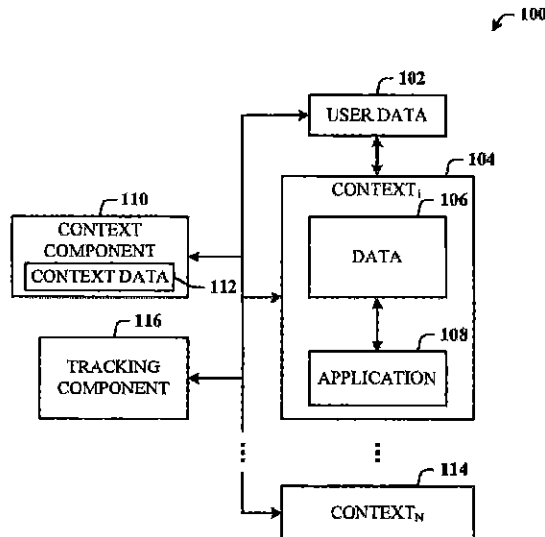 100
102
USER DATA
104
CONTEXTi
106
DATA
110
CONTEXT
COMPONENT
CONTEXT DATA
112
116
TRACKING
COMPONENT
108
APPLICATION
114
CONTEXTN